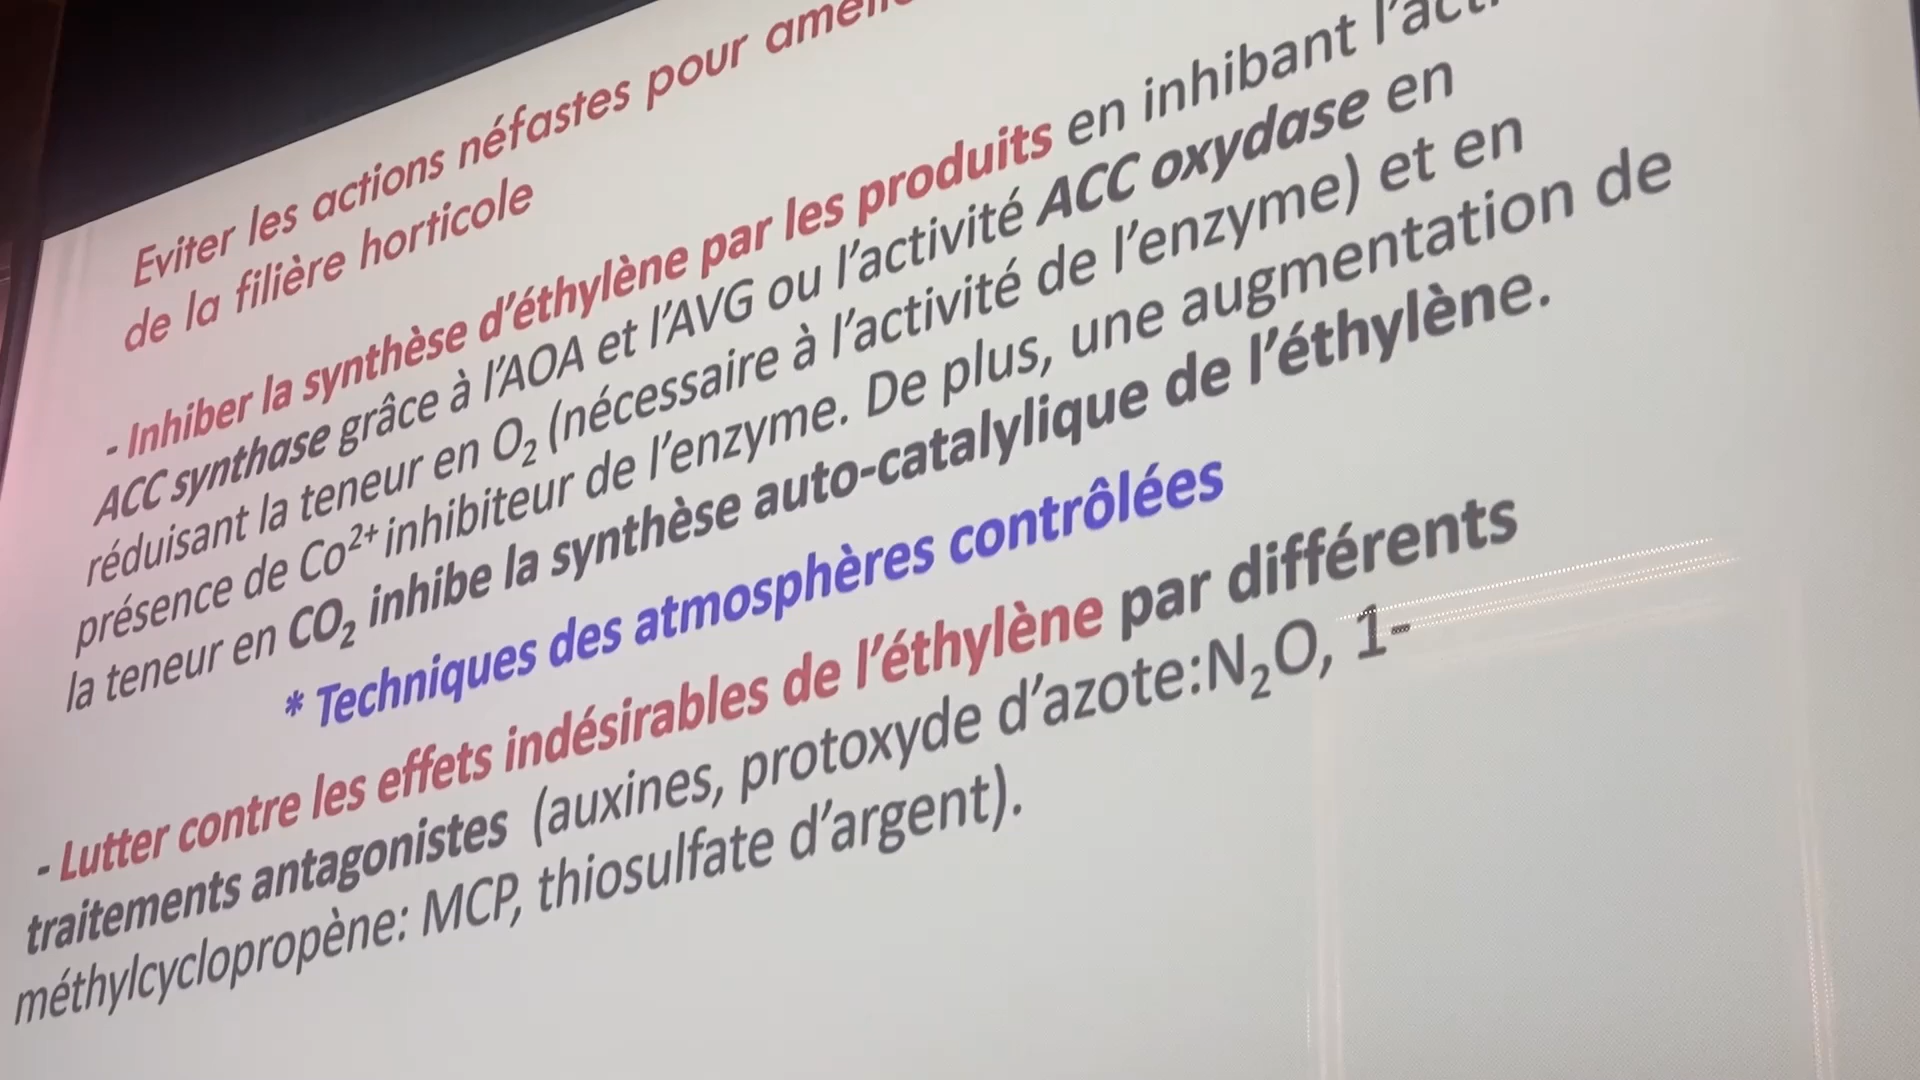 Eviter les actions néfastes pour
de la filière horticole
- Inhiber la synthèse d'éthylène par les produits en inhibant
ACC synthase grâce à l'AOA et l'AVG ou l'activité ACC oxydase en
réduisant la teneur en O₂ (nécessaire à l'activité de l'enzyme) et en
présence de Co²⁺ inhibiteur de l'enzyme. De plus, une augmentation de
la teneur en CO₂ inhibe la synthèse auto-catalylique de l'éthylène.
* Techniques des atmosphères contrôlées
- Lutter contre les effets indésirables de l'éthylène par différents
traitements antagonistes (auxines, protoxyde d'azote:N₂O, 1-
méthylcyclopropène: MCP, thiosulfate d'argent).